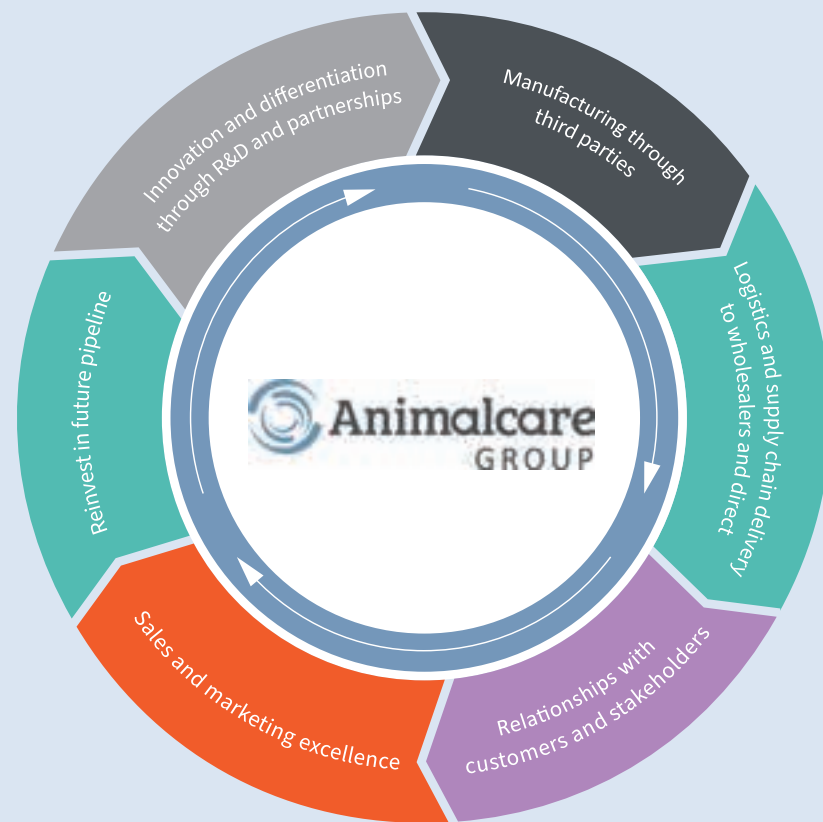 Innovation and differentiation
through R&D and partnerships
Manufacturing through
third parties
Logistics and supply chain delivery
to wholesalers and direct
Relationships with
customers and stakeholders
Sales and marketing excellence
Reinvest in future pipeline
Animalcare
GROUP